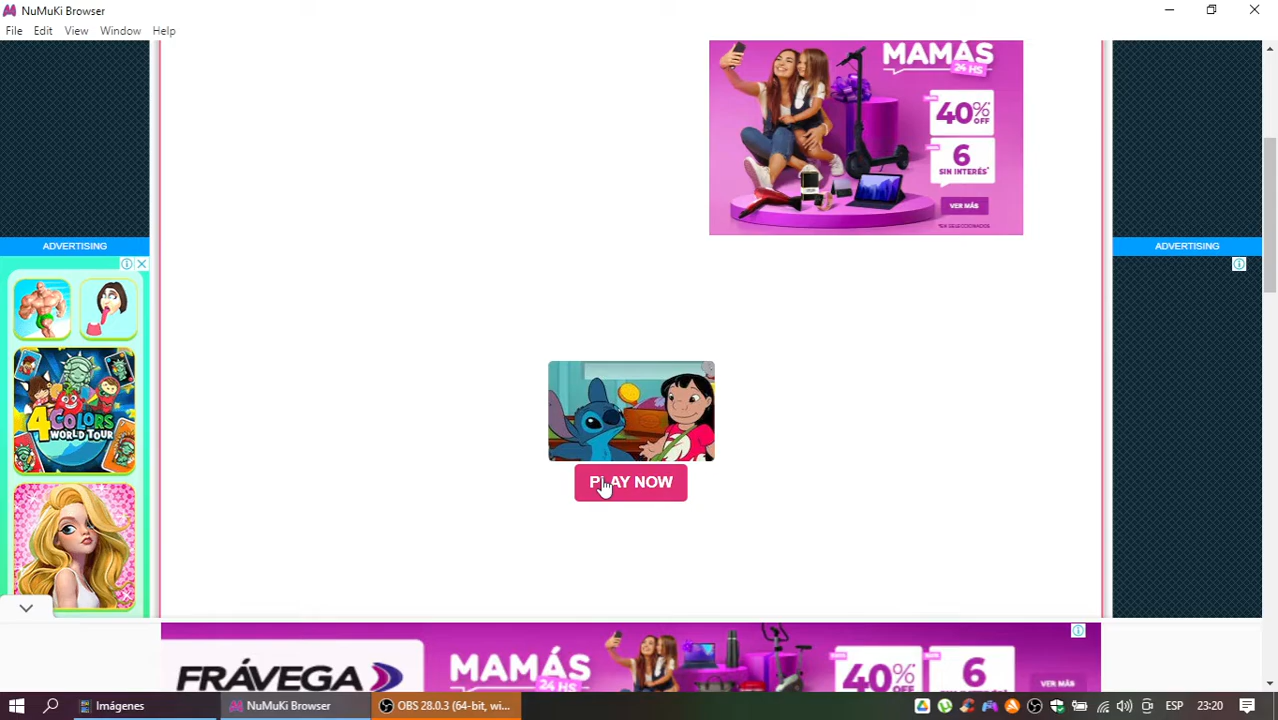 NuMuKi Browser
File Edit View Window Help
MAMÁS
24 HS
40%
OFF
6
SIN INTERÉS*
VER MÁS
ADVERTISING
ADVERTISING
4
COLORS
WORLD TOUR
PLAY NOW
FRÁVEGA
MAMÁS
24 HS
40%
6
VER MÁS
Imágenes
NuMuKi Browser
OBS 28.0.3 (64-bit, wi...
ESP
23:20